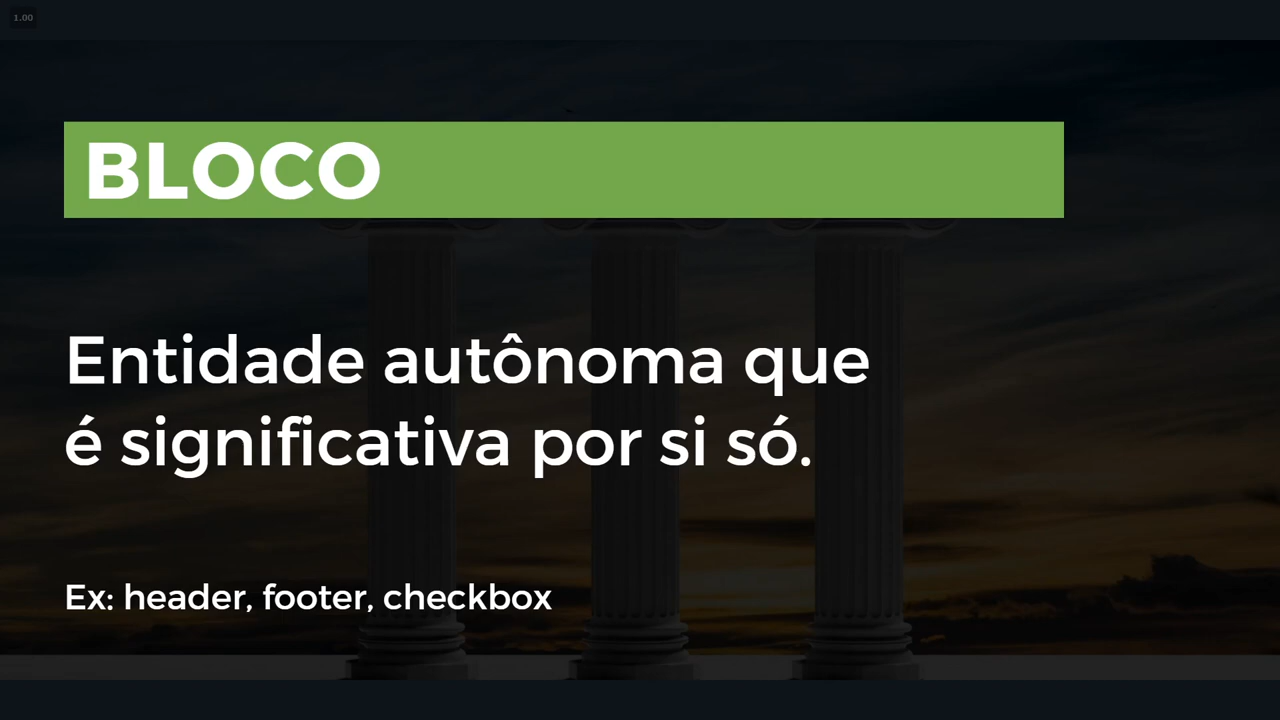 1.00
BLOCO
Entidade autônoma que
é significativa por si só.
Ex: header, footer, checkbox